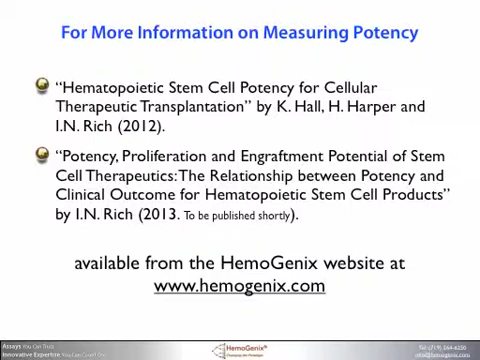 For More Information on Measuring Potency
“Hematopoietic Stem Cell Potency for Cellular
Therapeutic Transplantation” by K. Hall, H. Harper and
I.N. Rich (2012).
“Potency, Proliferation and Engraftment Potential of Stem
Cell Therapeutics: The Relationship between Potency and
Clinical Outcome for Hematopoietic Stem Cell Products”
by I.N. Rich (2013. To be published shortly).
available from the HemoGenix website at
www.hemogenix.com
Assays You Can Trust
Innovative Expertise You Can Count On
HemoGenix®
info@hemogenix.com